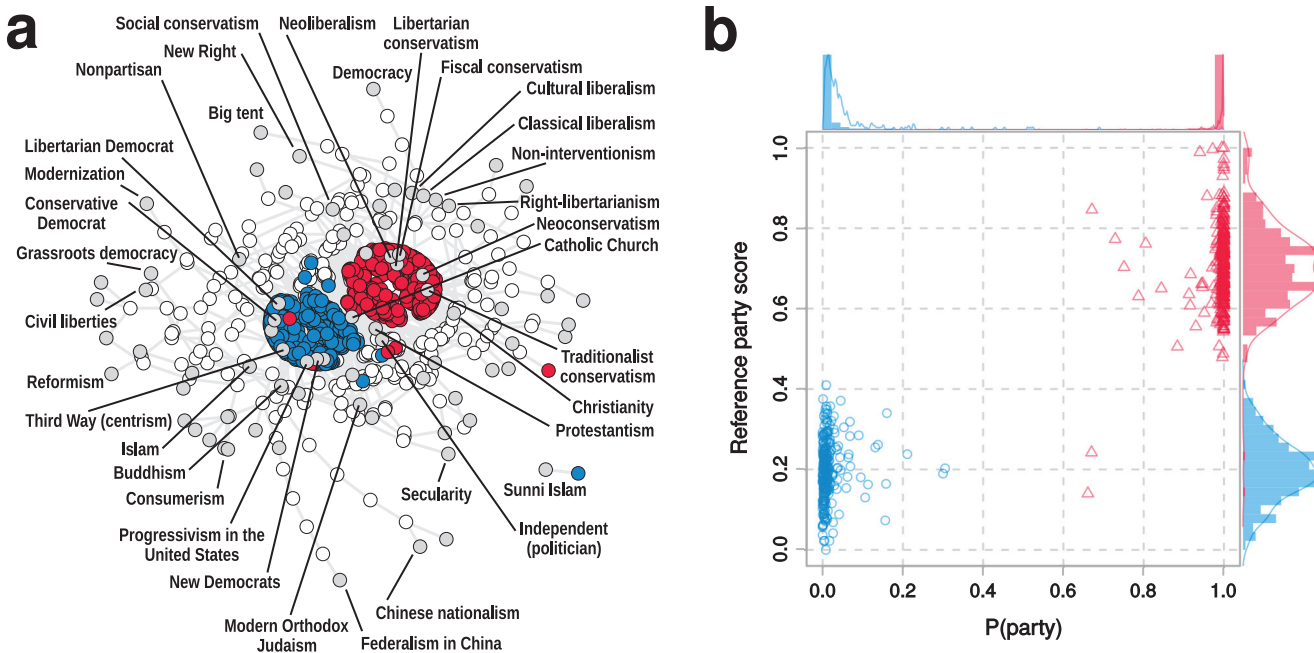 a
Social conservatism
Neoliberalism
Libertarian
conservatism
New Right
Nonpartisan
Democracy
Fiscal conservatism
Cultural liberalism
Big tent
Classical liberalism
Libertarian Democrat
Non-interventionism
Modernization
Conservative
Democrat
Right-libertarianism
Neoconservatism
Catholic Church
Grassroots democracy
Civil liberties
Reformism
Traditionalist
conservatism
Third Way (centrism)
Christianity
Islam
Protestantism
Buddhism
Consumerism
Secularity
Sunni Islam
Progressivism in the
United States
Independent
(politician)
New Democrats
Modern Orthodox
Judaism
Chinese nationalism
Federalism in China
b
Reference party score
1.0
0.8
0.6
0.4
0.2
0.0
0.0
0.2
0.4
0.6
0.8
1.0
P(party)